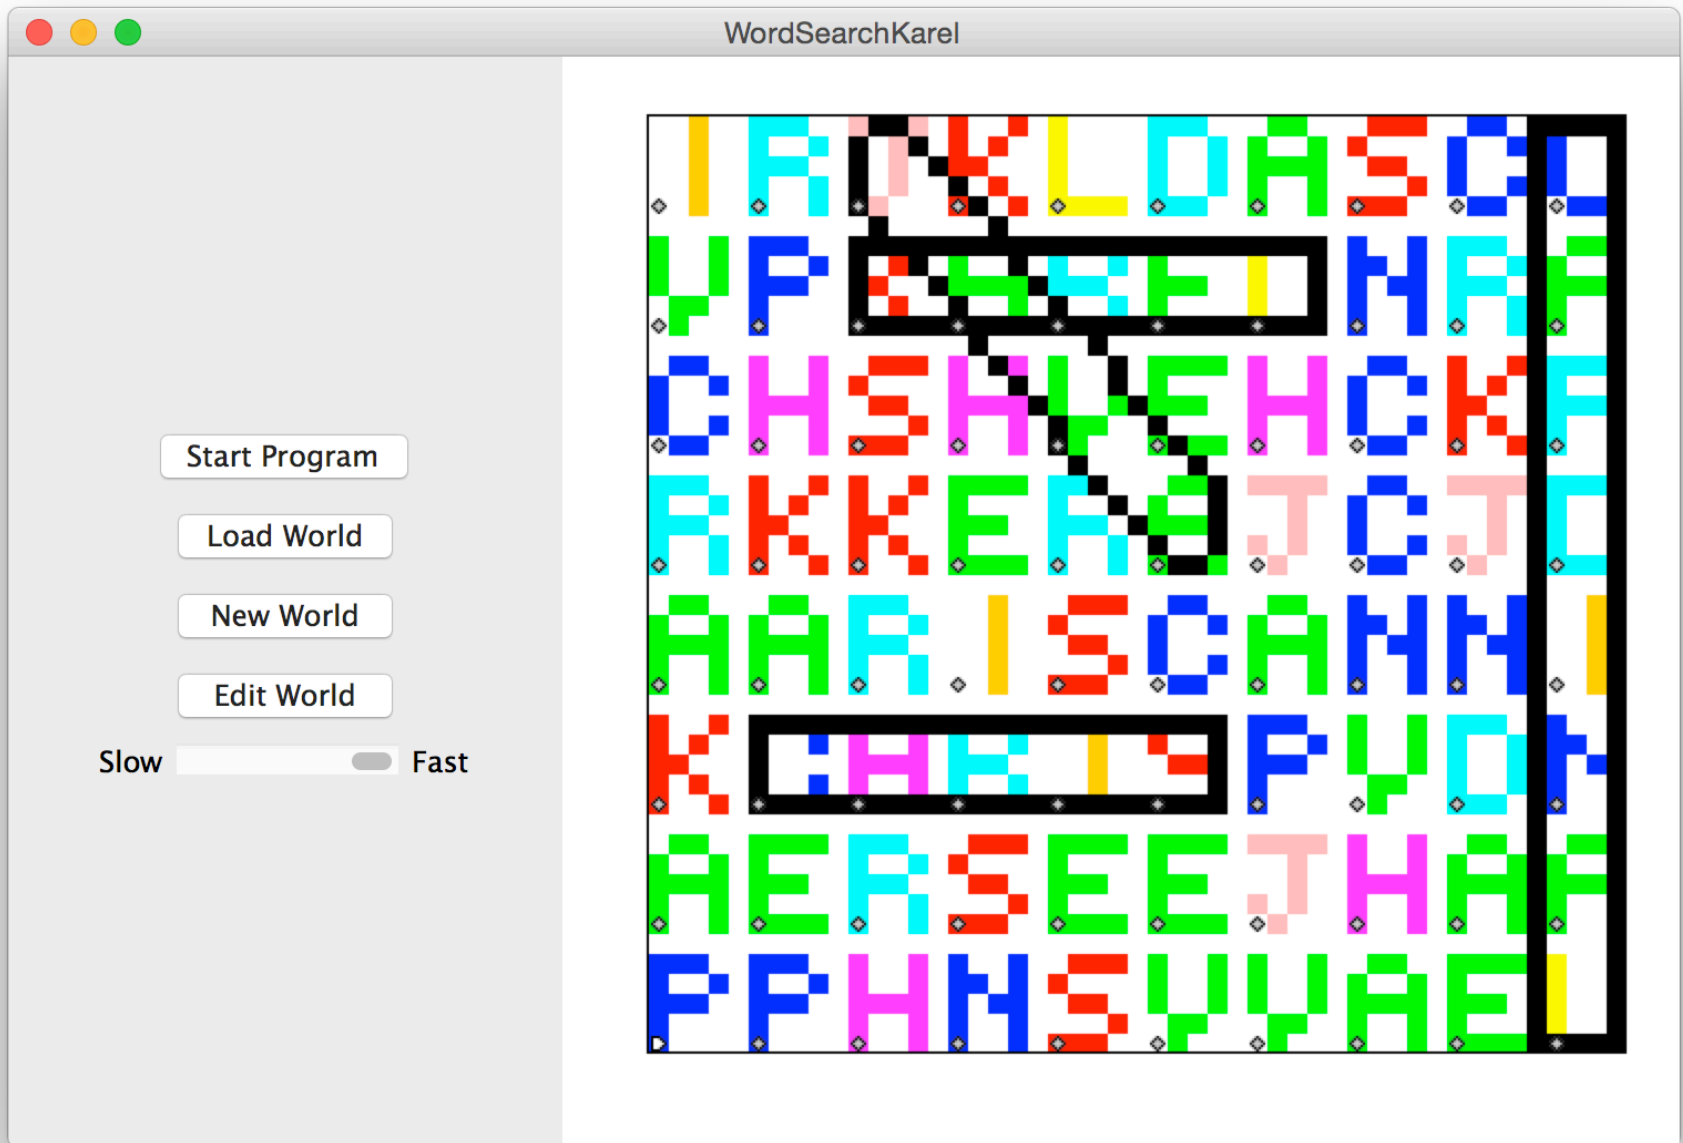 WordSearchKarel
Start Program
Load World
New World
Edit World
Slow Fast
I R J K L D A S C C
Y P K A R E L N R A
C H S H Y E H C K R
R K K E R A J C J D
A A R I S C A N N I
K C H R I S P Y D N
A E R S E E J H A A
P P H N S Y Y A E L